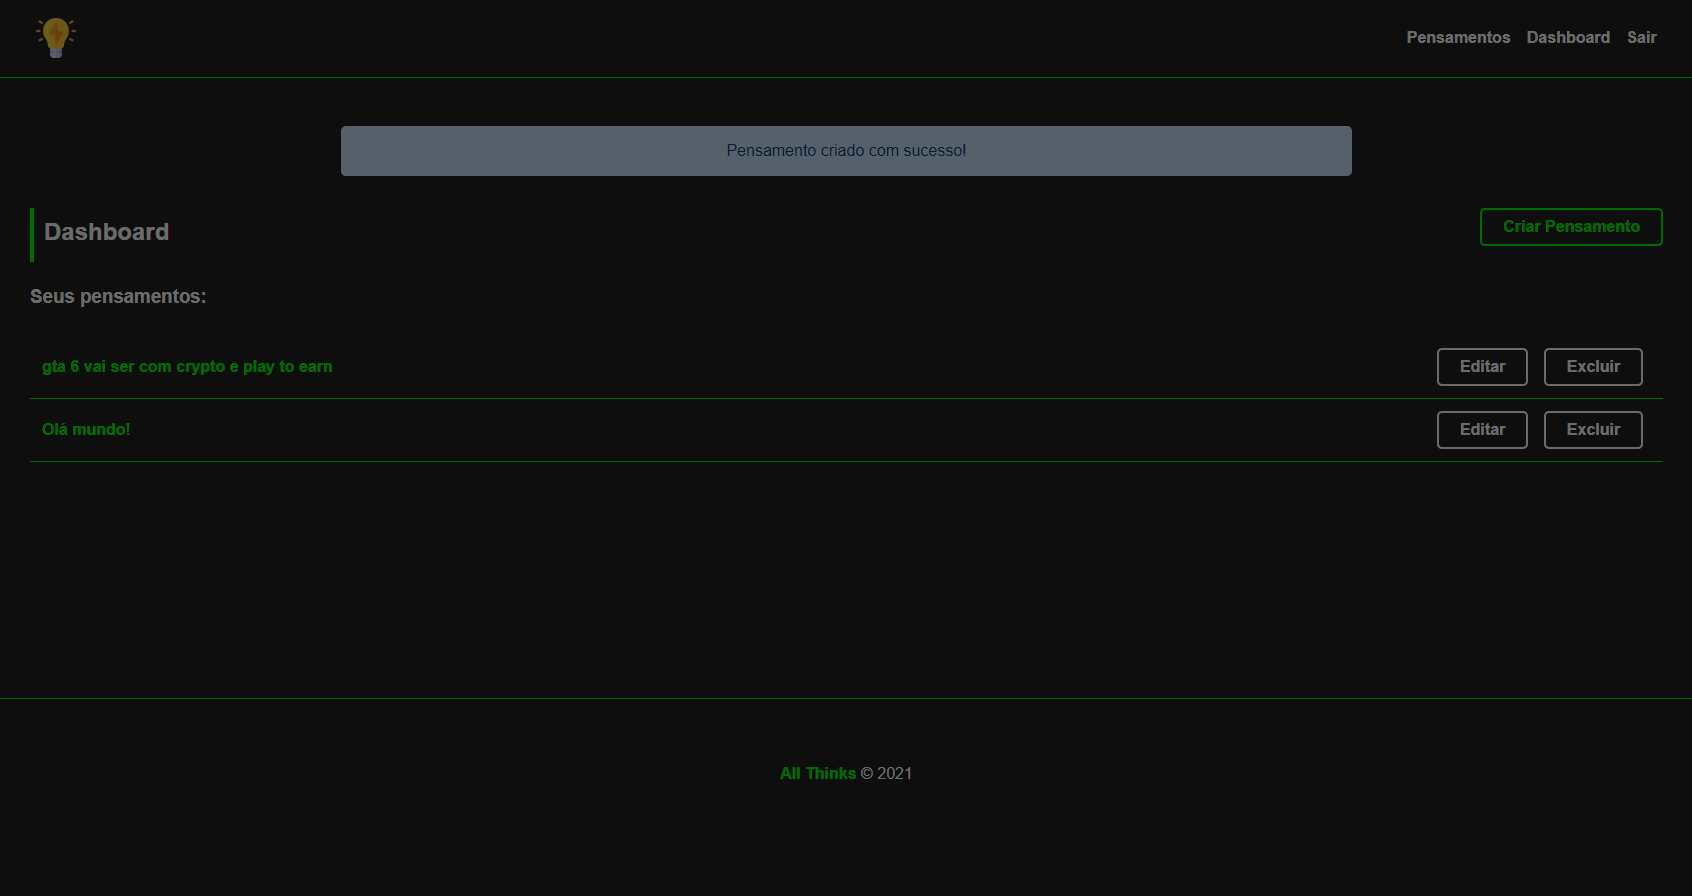 Pensamentos Dashboard Sair
Pensamento criado com sucesso!
Dashboard
Criar Pensamento
Seus pensamentos:
gta 6 vai ser com crypto e play to earn
Editar Excluir
Olá mundo!
Editar Excluir
All Thinks © 2021